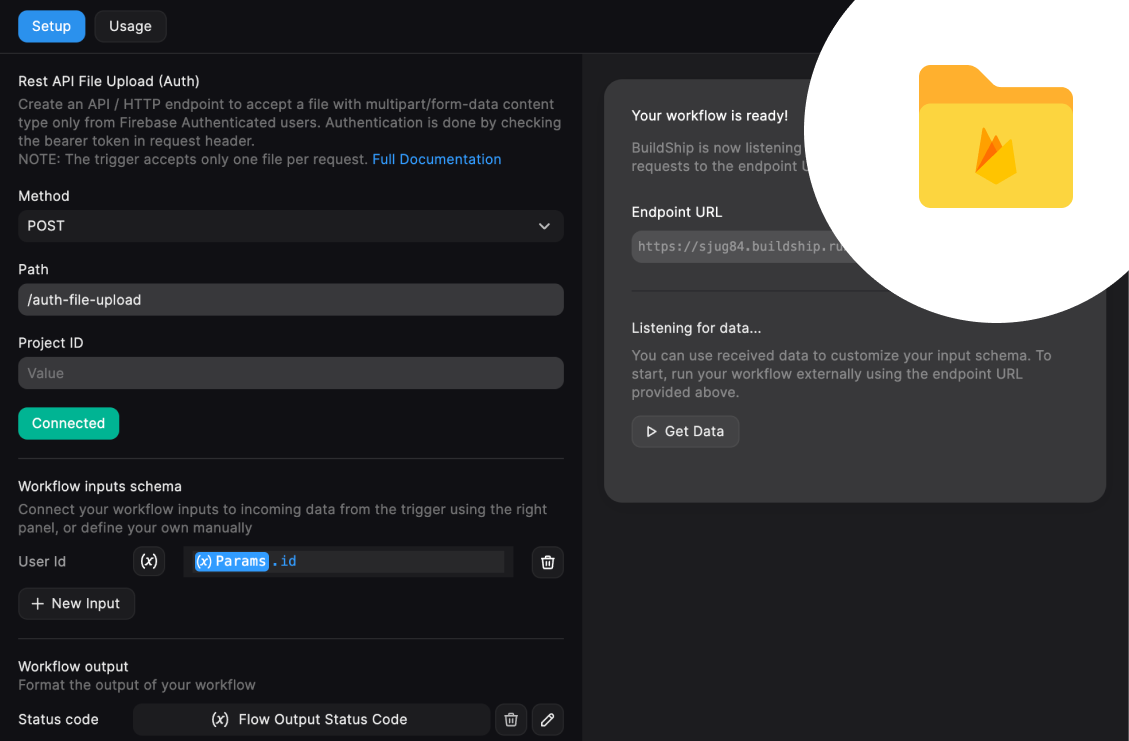 Setup
Usage
Rest API File Upload (Auth)
Create an API / HTTP endpoint to accept a file with multipart/form-data content
type only from Firebase Authenticated users. Authentication is done by checking
the bearer token in request header.
NOTE: The trigger accepts only one file per request. Full Documentation
Method
POST
Path
/auth-file-upload
Project ID
Value
Connected
Workflow inputs schema
Connect your workflow inputs to incoming data from the trigger using the right
panel, or define your own manually
User Id
(x)
(x) Params.id
+ New Input
Workflow output
Format the output of your workflow
Status code
(x) Flow Output Status Code
Your workflow is ready!
BuildShip is now listening
requests to the endpoint
Endpoint URL
https://sjug84.buildship.ru
Listening for data...
You can use received data to customize your input schema. To
start, run your workflow externally using the endpoint URL
provided above.
Get Data